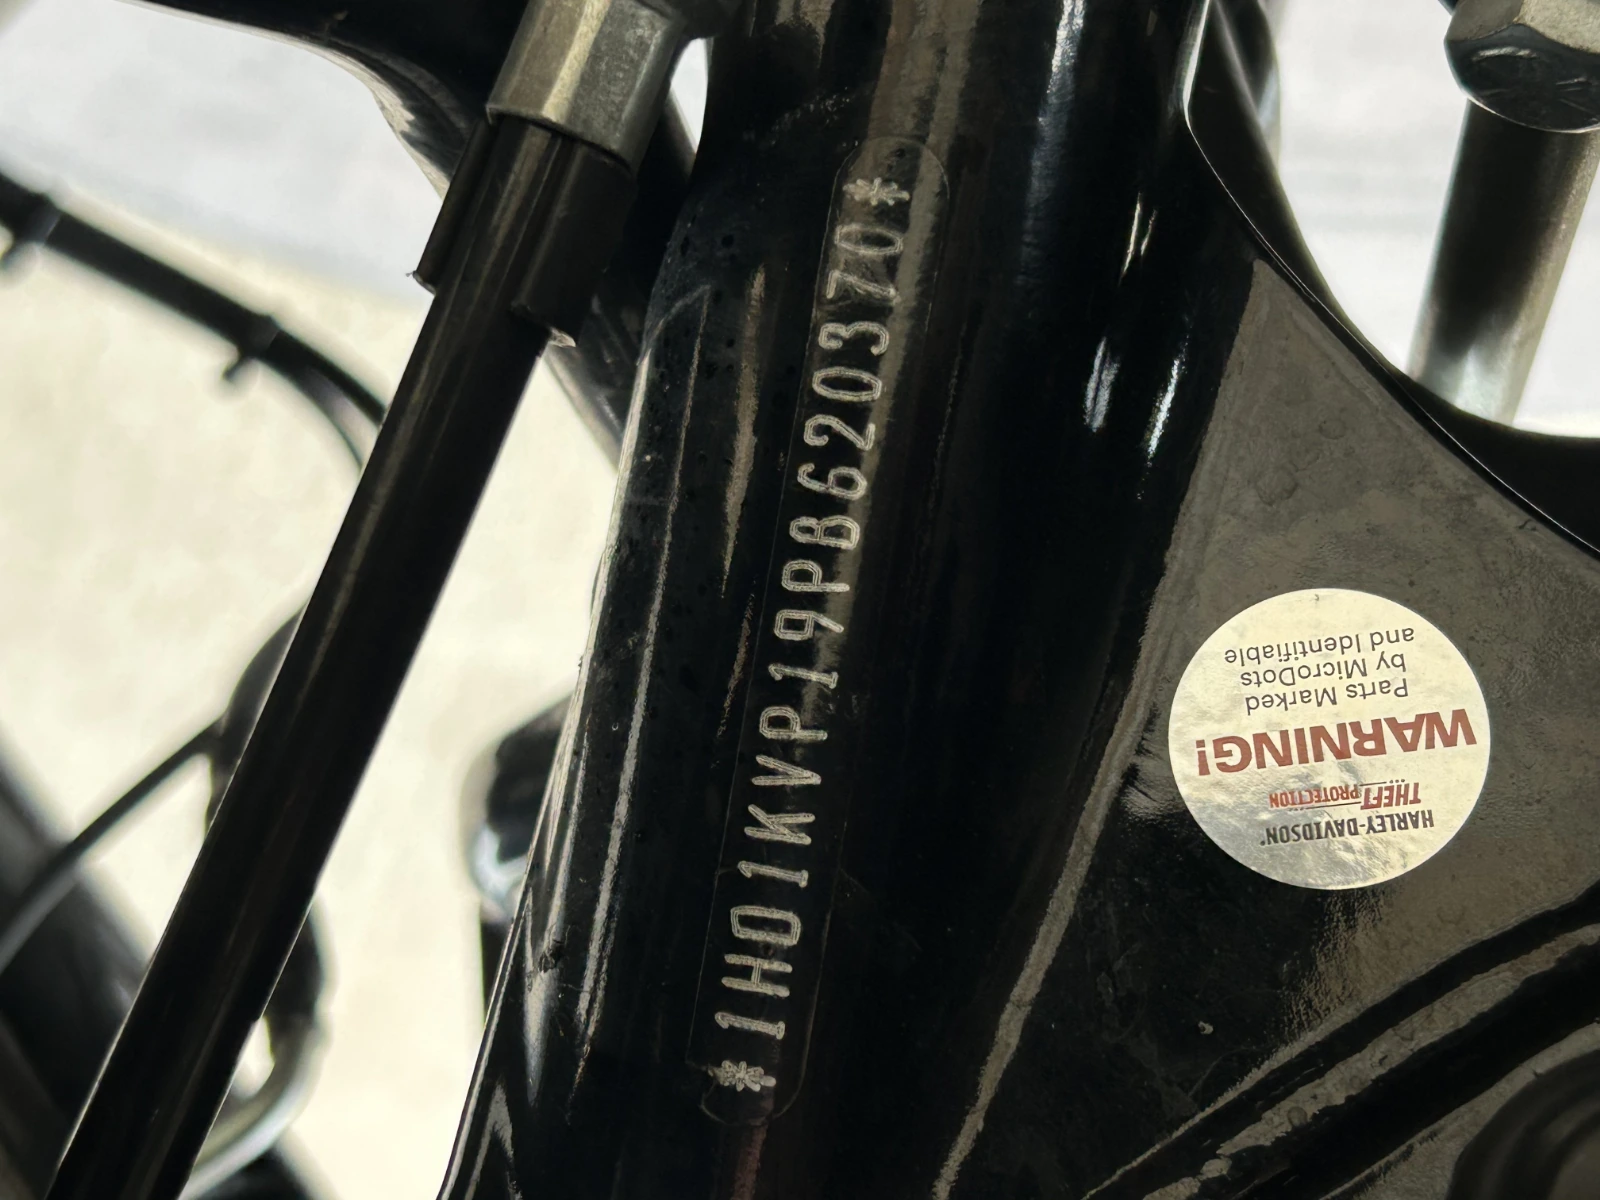 *1HD1KVP19PB620370*
HARLEY-DAVIDSON®
THEFT PROTECTION
WARNING!
Parts Marked
by MicroDots
and Identifiable